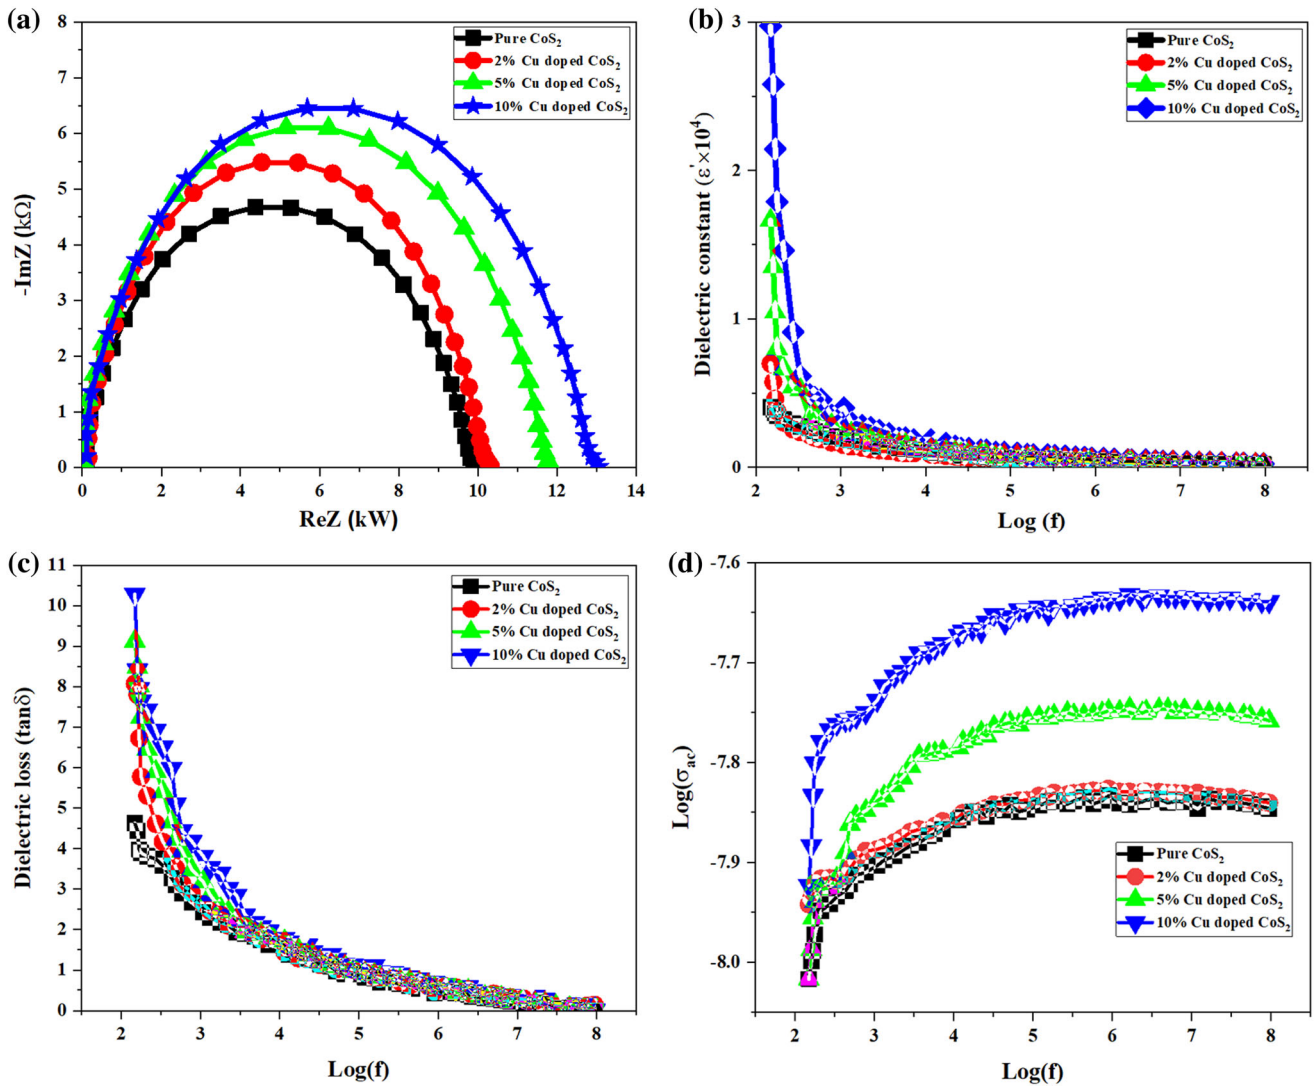 (a)
8
7
6
5
4
3
2
1
0
-ImZ (kΩ)
0 2 4 6 8 10 12 14
ReZ (kW)
Pure CoS₂
2% Cu doped CoS₂
5% Cu doped CoS₂
10% Cu doped CoS₂
(b)
3
2
1
0
Dielectric constant (ε'×10⁴)
2 3 4 5 6 7 8
Log (f)
Pure CoS₂
2% Cu doped CoS₂
5% Cu doped CoS₂
10% Cu doped CoS₂
(c)
11
10
9
8
7
6
5
4
3
2
1
0
Dielectric loss (tanδ)
2 3 4 5 6 7 8
Log(f)
Pure CoS₂
2% Cu doped CoS₂
5% Cu doped CoS₂
10% Cu doped CoS₂
(d)
-7.6
-7.7
-7.8
-7.9
-8.0
Log(σac)
2 3 4 5 6 7 8
Log(f)
Pure CoS₂
2% Cu doped CoS₂
5% Cu doped CoS₂
10% Cu doped CoS₂